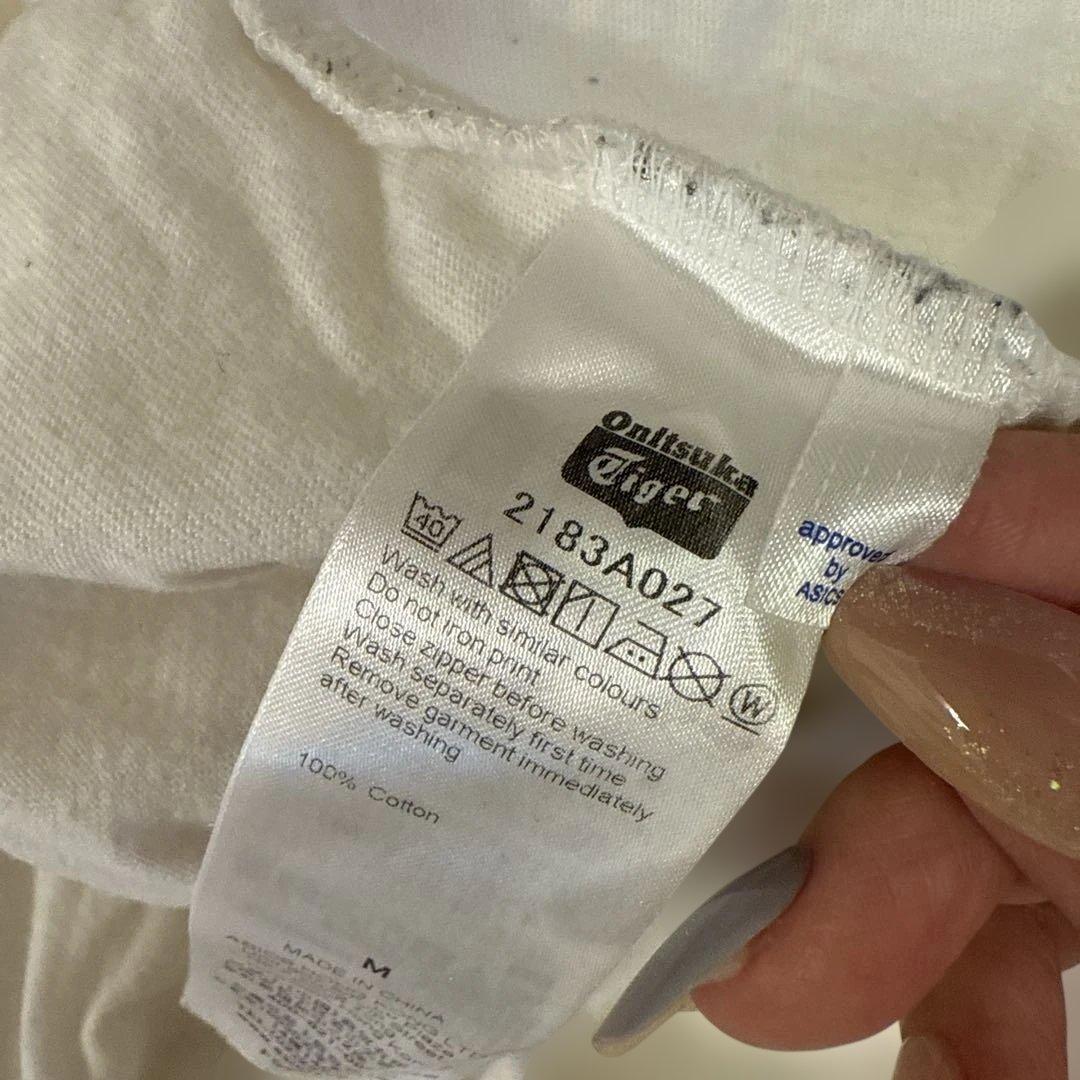 Onitsuka
Tiger
2183A027
40
W
Wash with similar colours
Do not iron print
Close zipper before washing
Wash separately first time
Remove garment immediately
after washing
100% Cotton
M
MADE IN CHINA
approved
by
ASICS